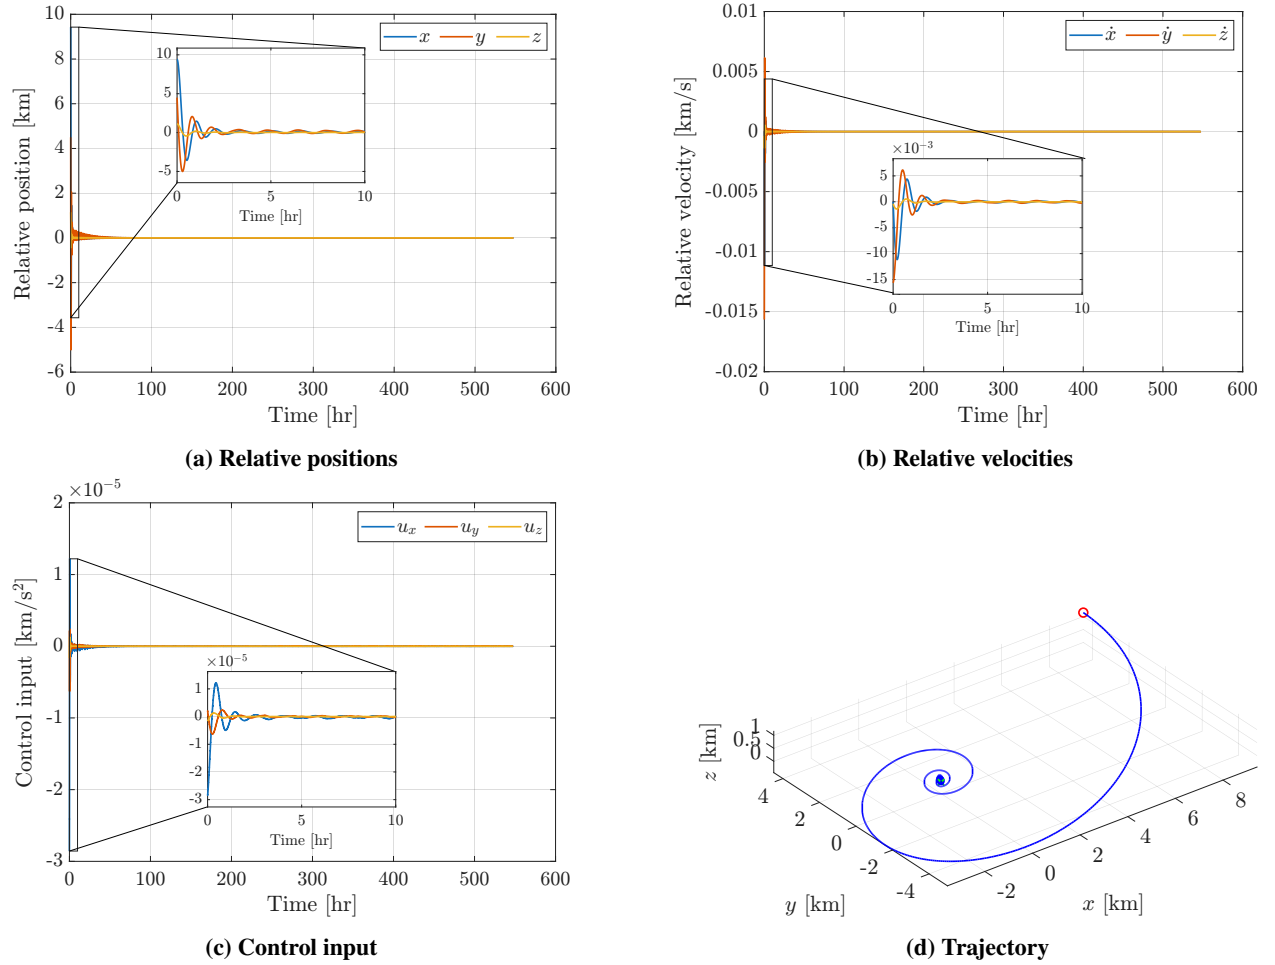 10
8
6
4
2
0
-2
-4
-6
Relative position [km]
x y z
10
5
0
-5
0 5 10
Time [hr]
0 100 200 300 400 500 600
Time [hr]
(a) Relative positions
0.01
0.005
0
-0.005
-0.01
-0.015
-0.02
Relative velocity [km/s]
ẋ ẏ ż
×10⁻³
5
0
-5
-10
-15
0 5 10
Time [hr]
0 100 200 300 400 500 600
Time [hr]
(b) Relative velocities
×10⁻⁵
2
1
0
-1
-2
-3
Control input [km/s²]
uₓ u_y u_z
×10⁻⁵
1
0
-1
-2
-3
0 5 10
Time [hr]
0 100 200 300 400 500 600
Time [hr]
(c) Control input
z [km]
1
0.5
0
4
2
0
-2
-4
y [km]
-2
0
2
4
6
8
x [km]
(d) Trajectory